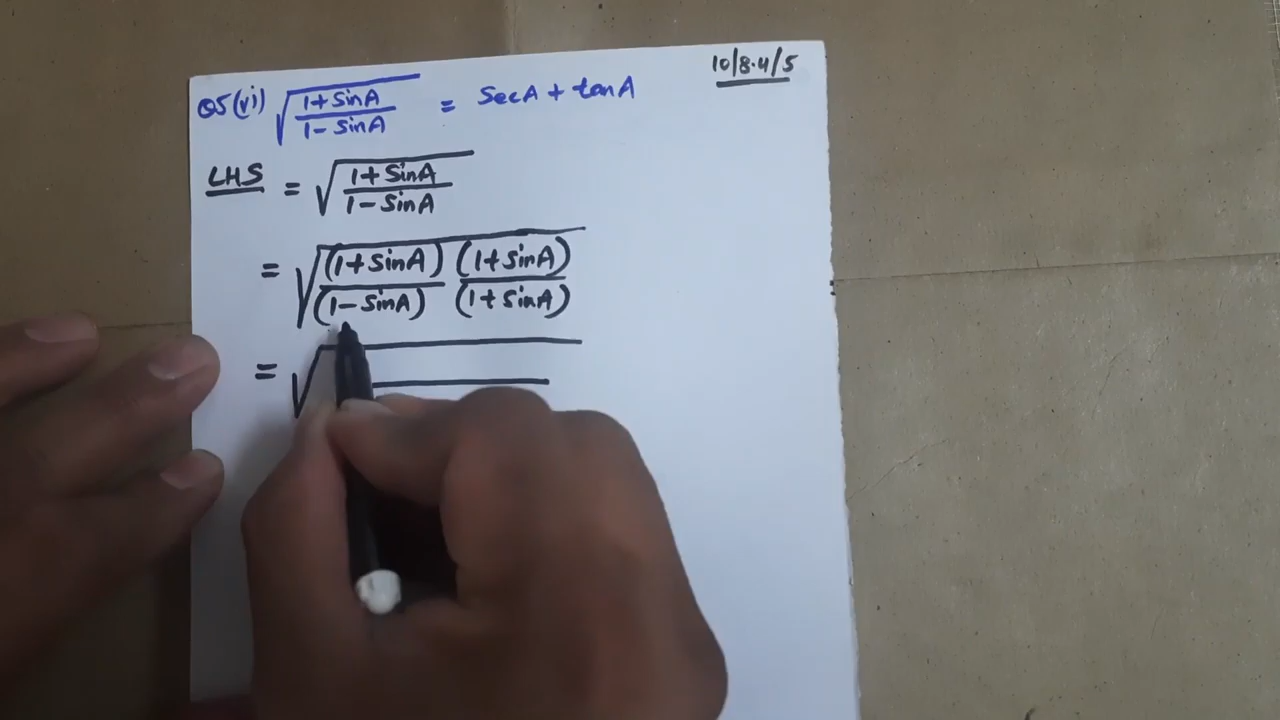 10/8.4/5
Q5(vi) √(1+SinA / 1-SinA) = SecA + tanA
LHS = √(1+SinA / 1-SinA)
= √((1+SinA) (1+SinA) / (1-SinA) (1+SinA))
= √